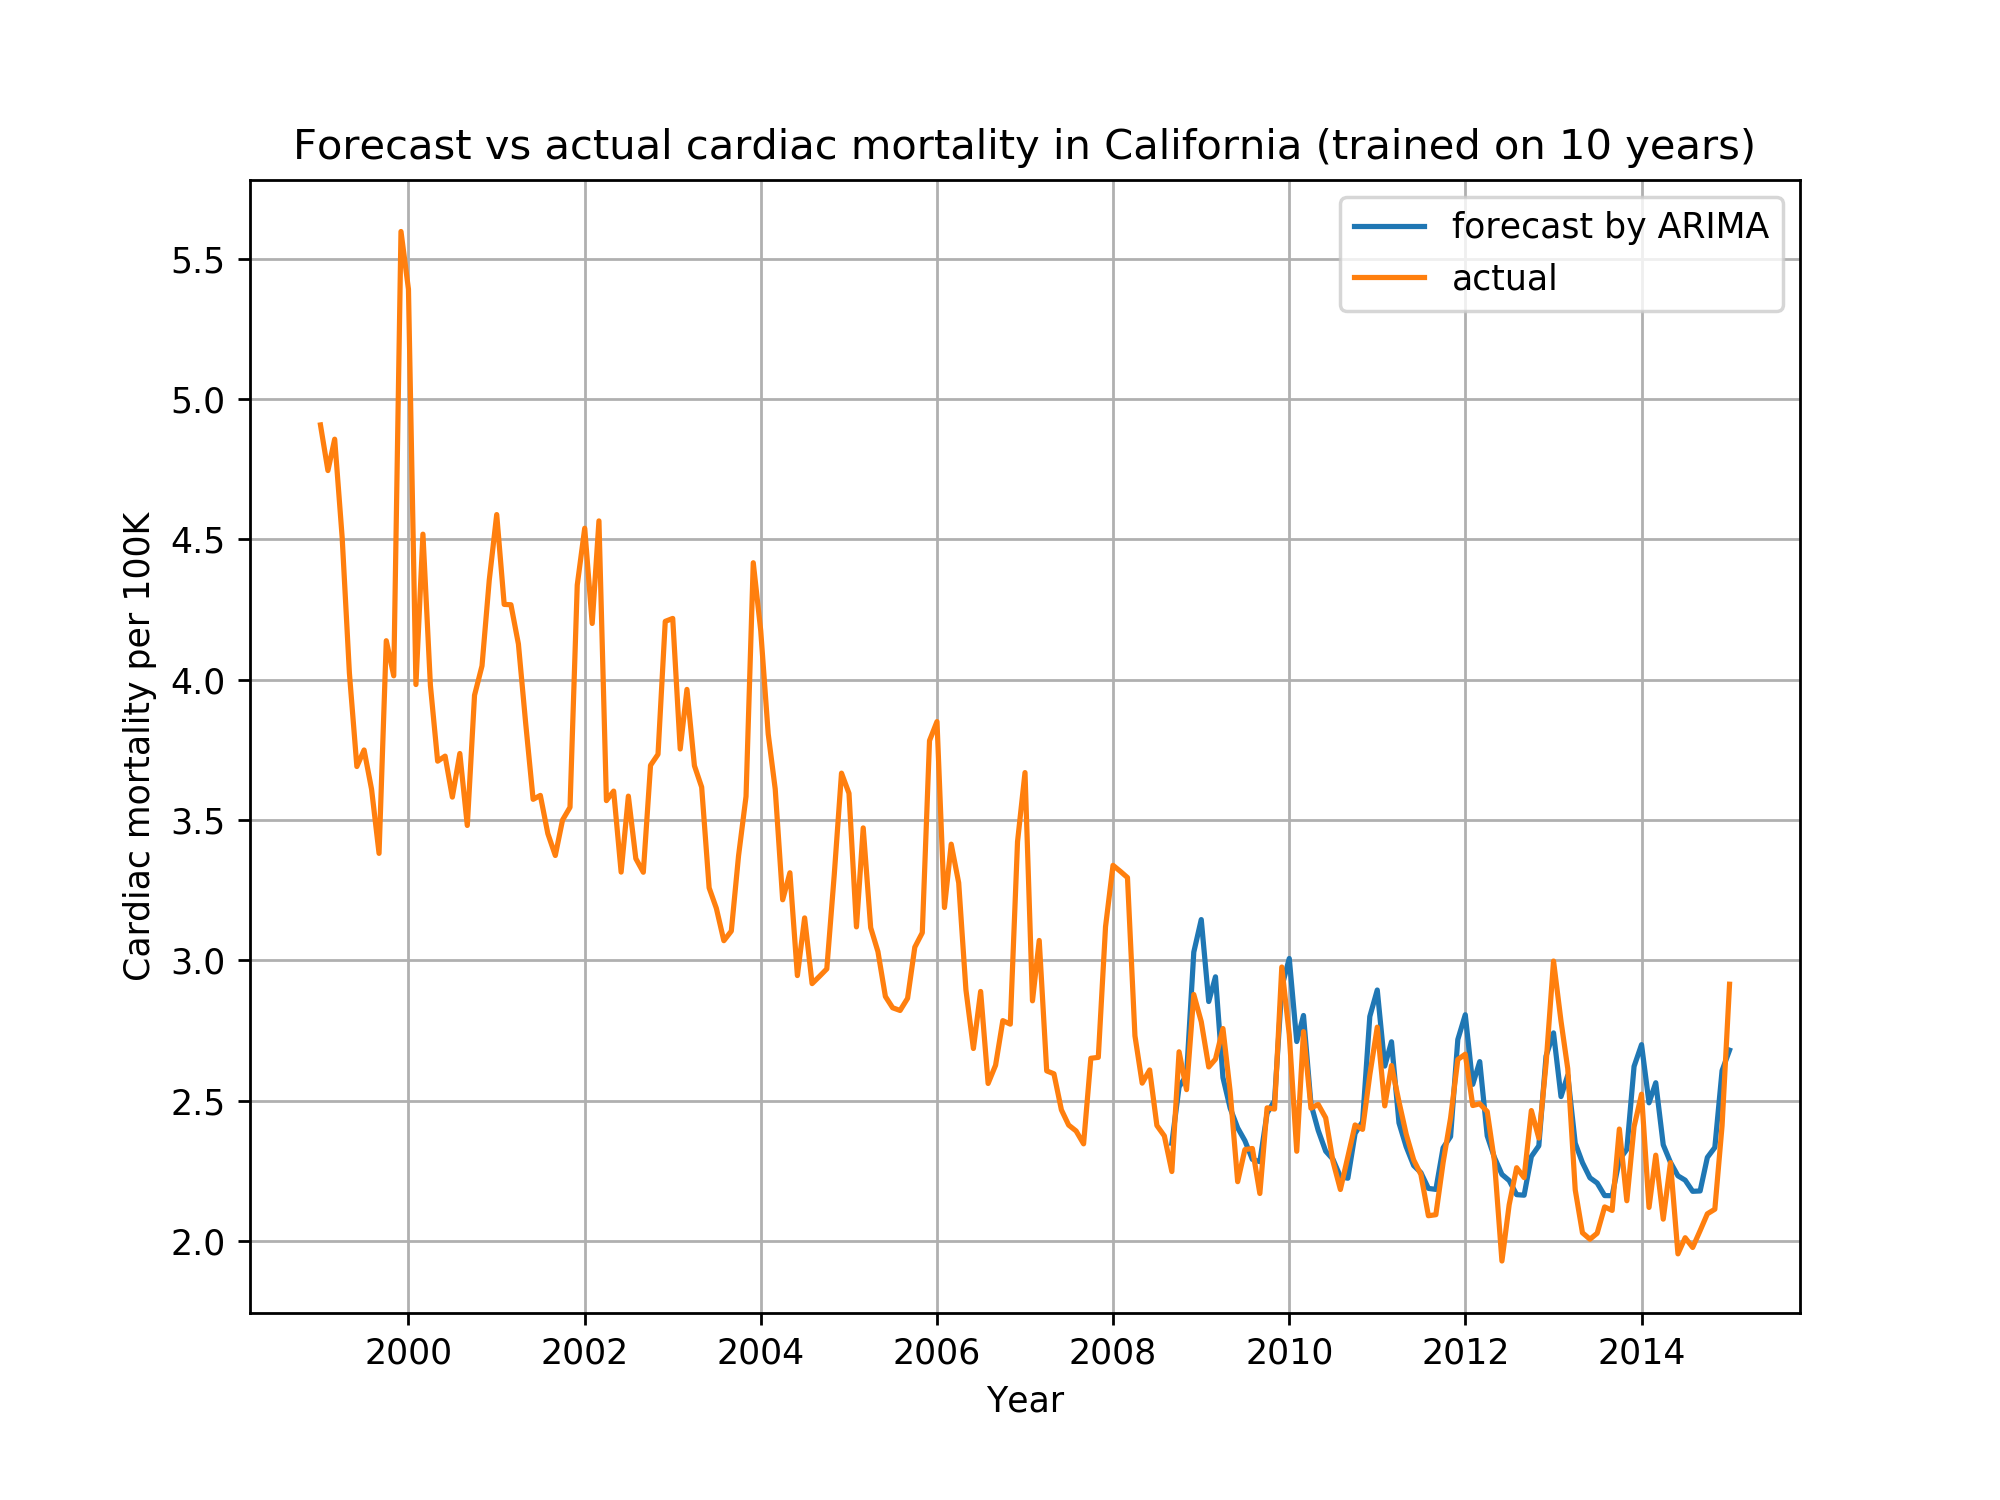 Forecast vs actual cardiac mortality in California (trained on 10 years)
forecast by ARIMA
actual
5.5
5.0
4.5
4.0
3.5
3.0
2.5
2.0
Cardiac mortality per 100K
2000 2002 2004 2006 2008 2010 2012 2014
Year